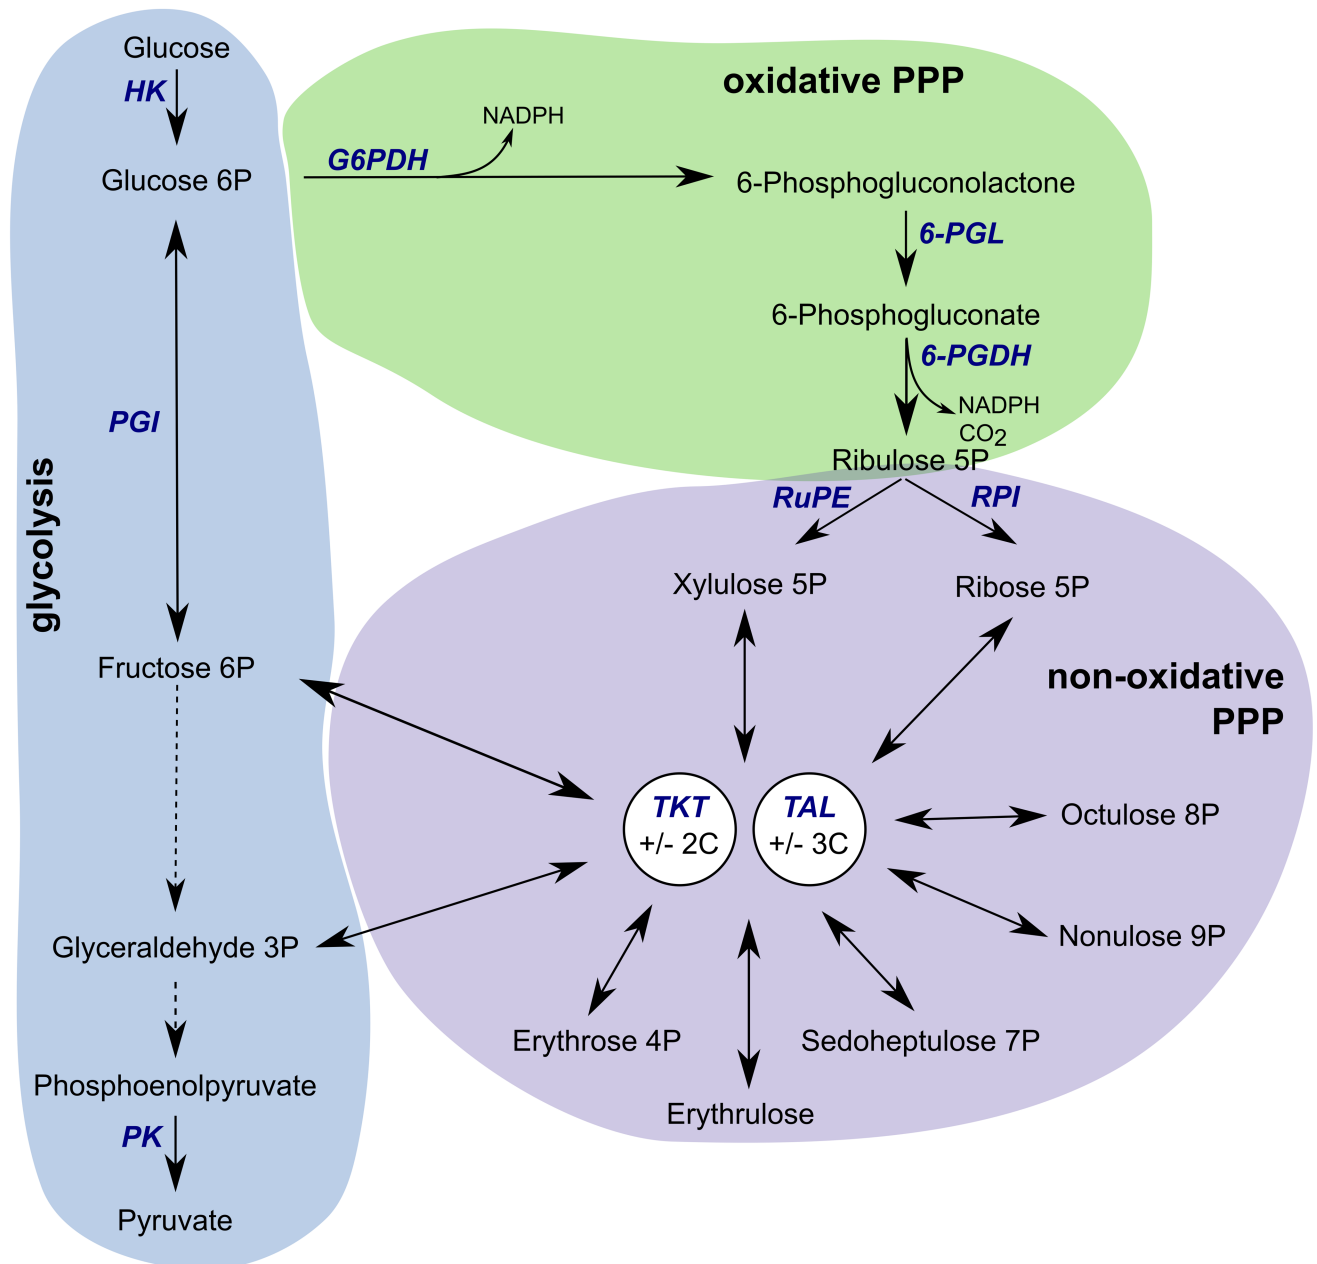 Glucose
HK
Glucose 6P
PGI
glycolysis
Fructose 6P
Glyceraldehyde 3P
Phosphoenolpyruvate
PK
Pyruvate
oxidative PPP
NADPH
G6PDH
6-Phosphogluconolactone
6-PGL
6-Phosphogluconate
6-PGDH
NADPH
CO2
Ribulose 5P
RuPE
RPI
Xylulose 5P
Ribose 5P
non-oxidative
PPP
TKT
+/- 2C
TAL
+/- 3C
Octulose 8P
Nonulose 9P
Erythrose 4P
Sedoheptulose 7P
Erythrulose